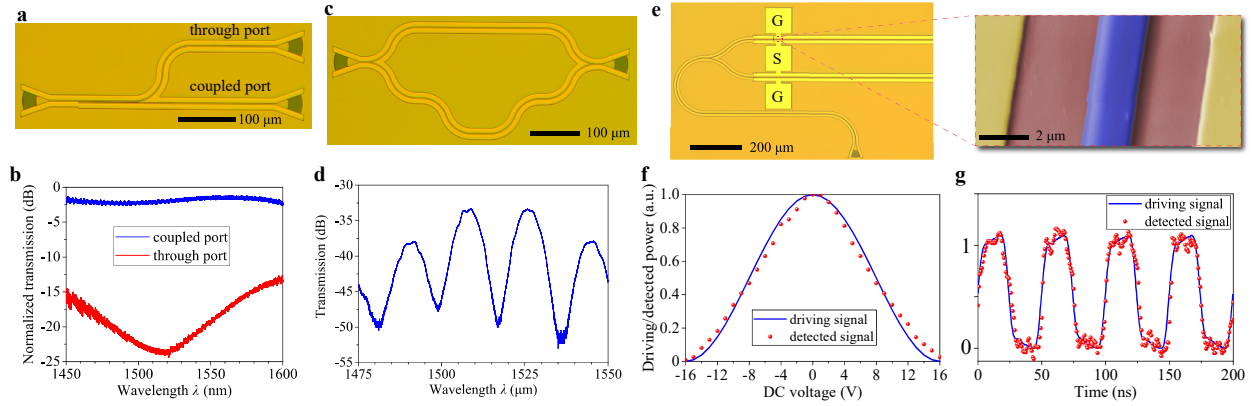 a
through port
coupled port
100 μm
c
100 μm
e
G
S
G
200 μm
2 μm
b
Normalized transmission (dB)
0
-5
-10
-15
-20
-25
coupled port
through port
1450
1500
1550
1600
Wavelength λ (nm)
d
Transmission (dB)
-30
-35
-40
-45
-50
-55
1475
1500
1525
1550
Wavelength λ (μm)
f
Driving/detected power (a.u.)
1.0
0.8
0.6
0.4
0.2
0
driving signal
detected signal
-16
-12
-8
-4
0
4
8
12
16
DC voltage (V)
g
driving signal
detected signal
1
0
0
50
100
150
200
Time (ns)